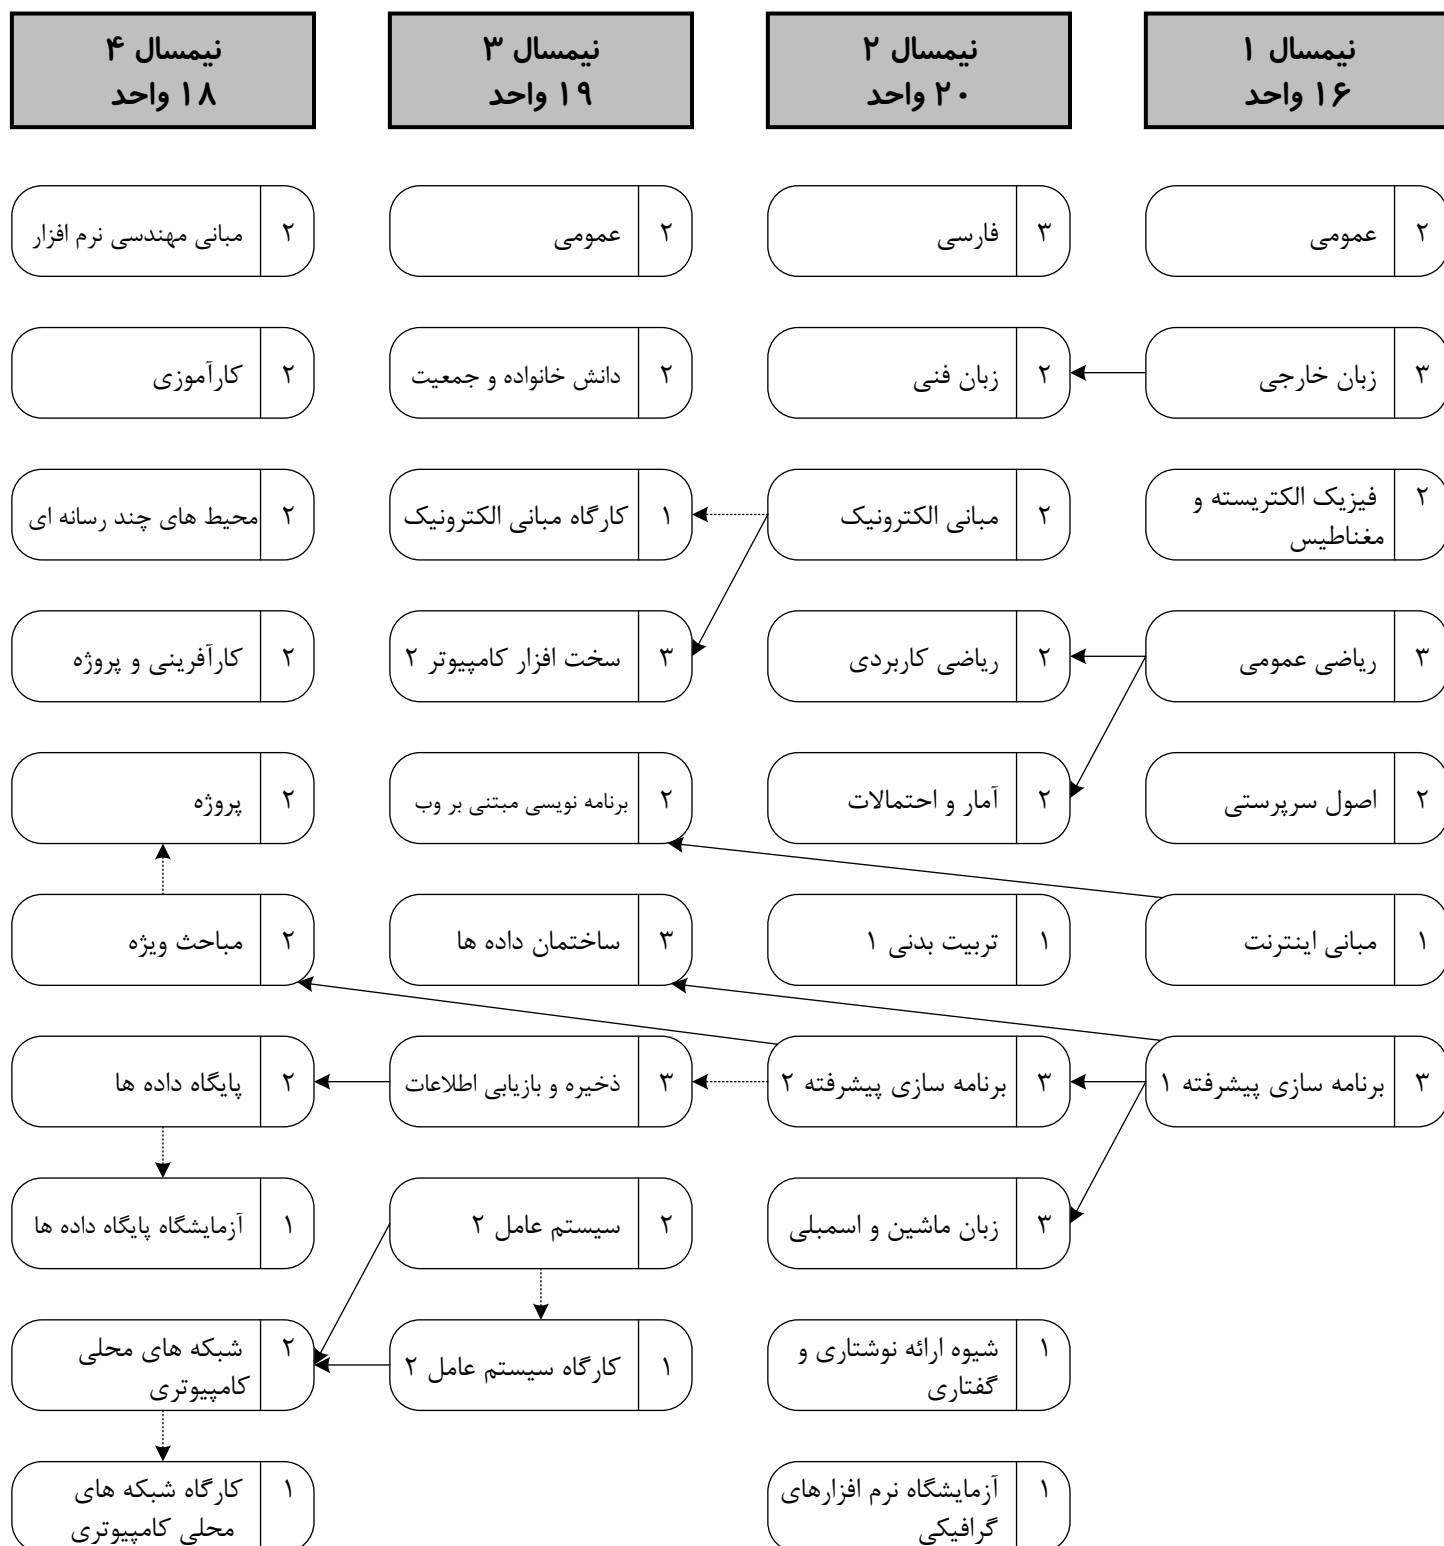 نیمسال ۱
۱۶ واحد
نیمسال ۲
۲۰ واحد
نیمسال ۳
۱۹ واحد
نیمسال ۴
۱۸ واحد
۲ عمومی
۳ فارسی
۲ عمومی
۲ مبانی مهندسی نرم افزار
۳ زبان خارجی
۲ زبان فنی
۲ دانش خانواده و جمعیت
۲ کارآموزی
۲ فیزیک الکتریسته و
مغناطیس
۲ مبانی الکترونیک
۱ کارگاه مبانی الکترونیک
۲ محیط های چند رسانه ای
۳ ریاضی عمومی
۲ ریاضی کاربردی
۳ سخت افزار کامپیوتر ۲
۲ کارآفرینی و پروژه
۲ اصول سرپرستی
۲ آمار و احتمالات
۲ برنامه نویسی مبتنی بر وب
۲ پروژه
۱ مبانی اینترنت
۱ تربیت بدنی ۱
۳ ساختمان داده ها
۲ مباحث ویژه
۳ برنامه سازی پیشرفته ۱
۳ برنامه سازی پیشرفته ۲
۳ ذخیره و بازیابی اطلاعات
۲ پایگاه داده ها
۳ زبان ماشین و اسمبلی
۲ سیستم عامل ۲
۱ آزمایشگاه پایگاه داده ها
۱ شیوه ارائه نوشتاری و
گفتاری
۱ کارگاه سیستم عامل ۲
۲ شبکه های محلی
کامپیوتری
۱ آزمایشگاه نرم افزارهای
گرافیکی
۱ کارگاه شبکه های
محلی کامپیوتری